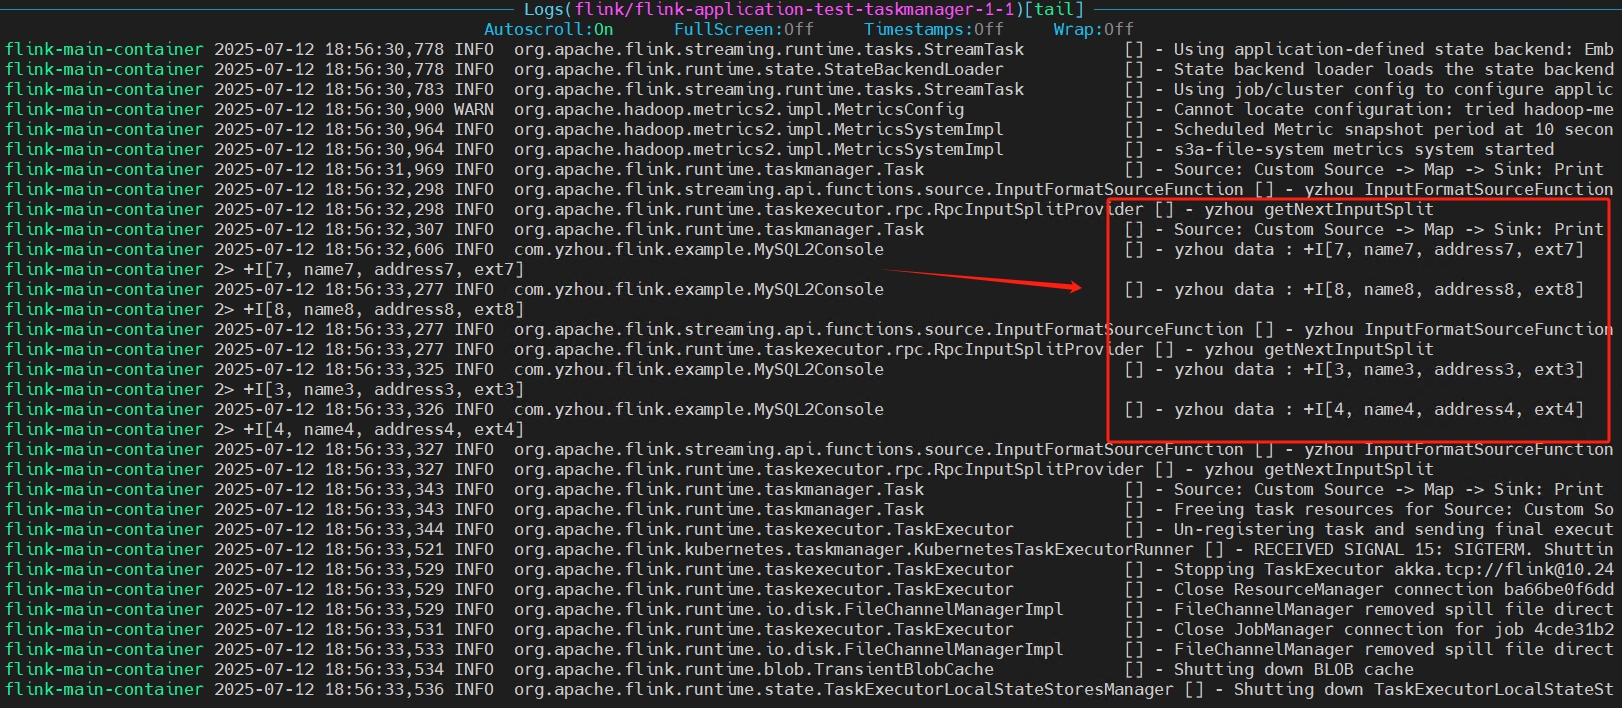 Logs(flink/flink-application-test-taskmanager-1-1)[tail]
Autoscroll:On FullScreen:Off Timestamps:Off Wrap:Off
flink-main-container 2025-07-12 18:56:30,778 INFO org.apache.flink.streaming.runtime.tasks.StreamTask [] - Using application-defined state backend: Emb
flink-main-container 2025-07-12 18:56:30,778 INFO org.apache.flink.runtime.state.StateBackendLoader [] - State backend loader loads the state backend
flink-main-container 2025-07-12 18:56:30,783 INFO org.apache.flink.streaming.runtime.tasks.StreamTask [] - Using job/cluster config to configure applic
flink-main-container 2025-07-12 18:56:30,900 WARN org.apache.hadoop.metrics2.impl.MetricsConfig [] - Cannot locate configuration: tried hadoop-me
flink-main-container 2025-07-12 18:56:30,964 INFO org.apache.hadoop.metrics2.impl.MetricsSystemImpl [] - Scheduled Metric snapshot period at 10 secon
flink-main-container 2025-07-12 18:56:30,964 INFO org.apache.hadoop.metrics2.impl.MetricsSystemImpl [] - s3a-file-system metrics system started
flink-main-container 2025-07-12 18:56:31,969 INFO org.apache.flink.runtime.taskmanager.Task [] - Source: Custom Source -> Map -> Sink: Print
flink-main-container 2025-07-12 18:56:32,298 INFO org.apache.flink.streaming.api.functions.source.InputFormatSourceFunction [] - yzhou InputFormatSourceFunction
flink-main-container 2025-07-12 18:56:32,298 INFO org.apache.flink.runtime.taskexecutor.rpc.RpcInputSplitProvider [] - yzhou getNextInputSplit
flink-main-container 2025-07-12 18:56:32,307 INFO org.apache.flink.runtime.taskmanager.Task [] - Source: Custom Source -> Map -> Sink: Print
flink-main-container 2025-07-12 18:56:32,606 INFO com.yzhou.flink.example.MySQL2Console [] - yzhou data : +I[7, name7, address7, ext7]
flink-main-container 2> +I[7, name7, address7, ext7]
flink-main-container 2025-07-12 18:56:33,277 INFO com.yzhou.flink.example.MySQL2Console [] - yzhou data : +I[8, name8, address8, ext8]
flink-main-container 2> +I[8, name8, address8, ext8]
flink-main-container 2025-07-12 18:56:33,277 INFO org.apache.flink.streaming.api.functions.source.InputFormatSourceFunction [] - yzhou InputFormatSourceFunction
flink-main-container 2025-07-12 18:56:33,277 INFO org.apache.flink.runtime.taskexecutor.rpc.RpcInputSplitProvider [] - yzhou getNextInputSplit
flink-main-container 2025-07-12 18:56:33,325 INFO com.yzhou.flink.example.MySQL2Console [] - yzhou data : +I[3, name3, address3, ext3]
flink-main-container 2> +I[3, name3, address3, ext3]
flink-main-container 2025-07-12 18:56:33,326 INFO com.yzhou.flink.example.MySQL2Console [] - yzhou data : +I[4, name4, address4, ext4]
flink-main-container 2> +I[4, name4, address4, ext4]
flink-main-container 2025-07-12 18:56:33,327 INFO org.apache.flink.streaming.api.functions.source.InputFormatSourceFunction [] - yzhou InputFormatSourceFunction
flink-main-container 2025-07-12 18:56:33,327 INFO org.apache.flink.runtime.taskexecutor.rpc.RpcInputSplitProvider [] - yzhou getNextInputSplit
flink-main-container 2025-07-12 18:56:33,343 INFO org.apache.flink.runtime.taskmanager.Task [] - Source: Custom Source -> Map -> Sink: Print
flink-main-container 2025-07-12 18:56:33,343 INFO org.apache.flink.runtime.taskmanager.Task [] - Freeing task resources for Source: Custom So
flink-main-container 2025-07-12 18:56:33,344 INFO org.apache.flink.runtime.taskexecutor.TaskExecutor [] - Un-registering task and sending final execut
flink-main-container 2025-07-12 18:56:33,521 INFO org.apache.flink.kubernetes.taskmanager.KubernetesTaskExecutorRunner [] - RECEIVED SIGNAL 15: SIGTERM. Shuttin
flink-main-container 2025-07-12 18:56:33,529 INFO org.apache.flink.runtime.taskexecutor.TaskExecutor [] - Stopping TaskExecutor akka.tcp://flink@10.24
flink-main-container 2025-07-12 18:56:33,529 INFO org.apache.flink.runtime.taskexecutor.TaskExecutor [] - Close ResourceManager connection ba66be0f6dd
flink-main-container 2025-07-12 18:56:33,529 INFO org.apache.flink.runtime.io.disk.FileChannelManagerImpl [] - FileChannelManager removed spill file direct
flink-main-container 2025-07-12 18:56:33,531 INFO org.apache.flink.runtime.taskexecutor.TaskExecutor [] - Close JobManager connection for job 4cde31b2
flink-main-container 2025-07-12 18:56:33,533 INFO org.apache.flink.runtime.io.disk.FileChannelManagerImpl [] - FileChannelManager removed spill file direct
flink-main-container 2025-07-12 18:56:33,534 INFO org.apache.flink.runtime.blob.TransientBlobCache [] - Shutting down BLOB cache
flink-main-container 2025-07-12 18:56:33,536 INFO org.apache.flink.runtime.state.TaskExecutorLocalStateStoresManager [] - Shutting down TaskExecutorLocalStateSt